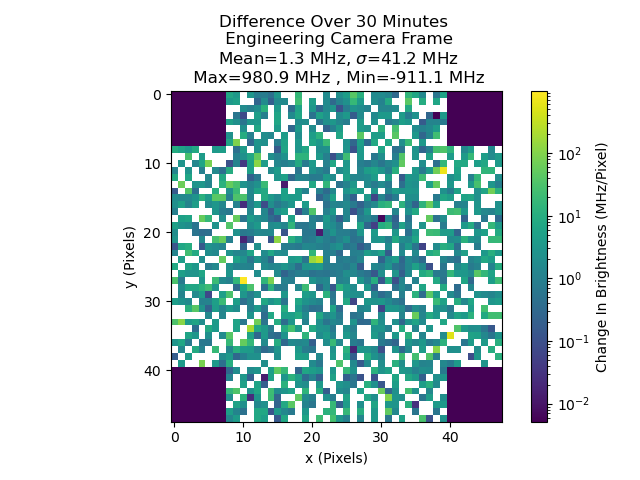 Difference Over 30 Minutes
Engineering Camera Frame
Mean=1.3 MHz, σ=41.2 MHz
Max=980.9 MHz , Min=-911.1 MHz
0
10
20
30
40
y (Pixels)
0
10
20
30
40
x (Pixels)
10²
10¹
10⁰
10⁻¹
10⁻²
Change In Brightness (MHz/Pixel)